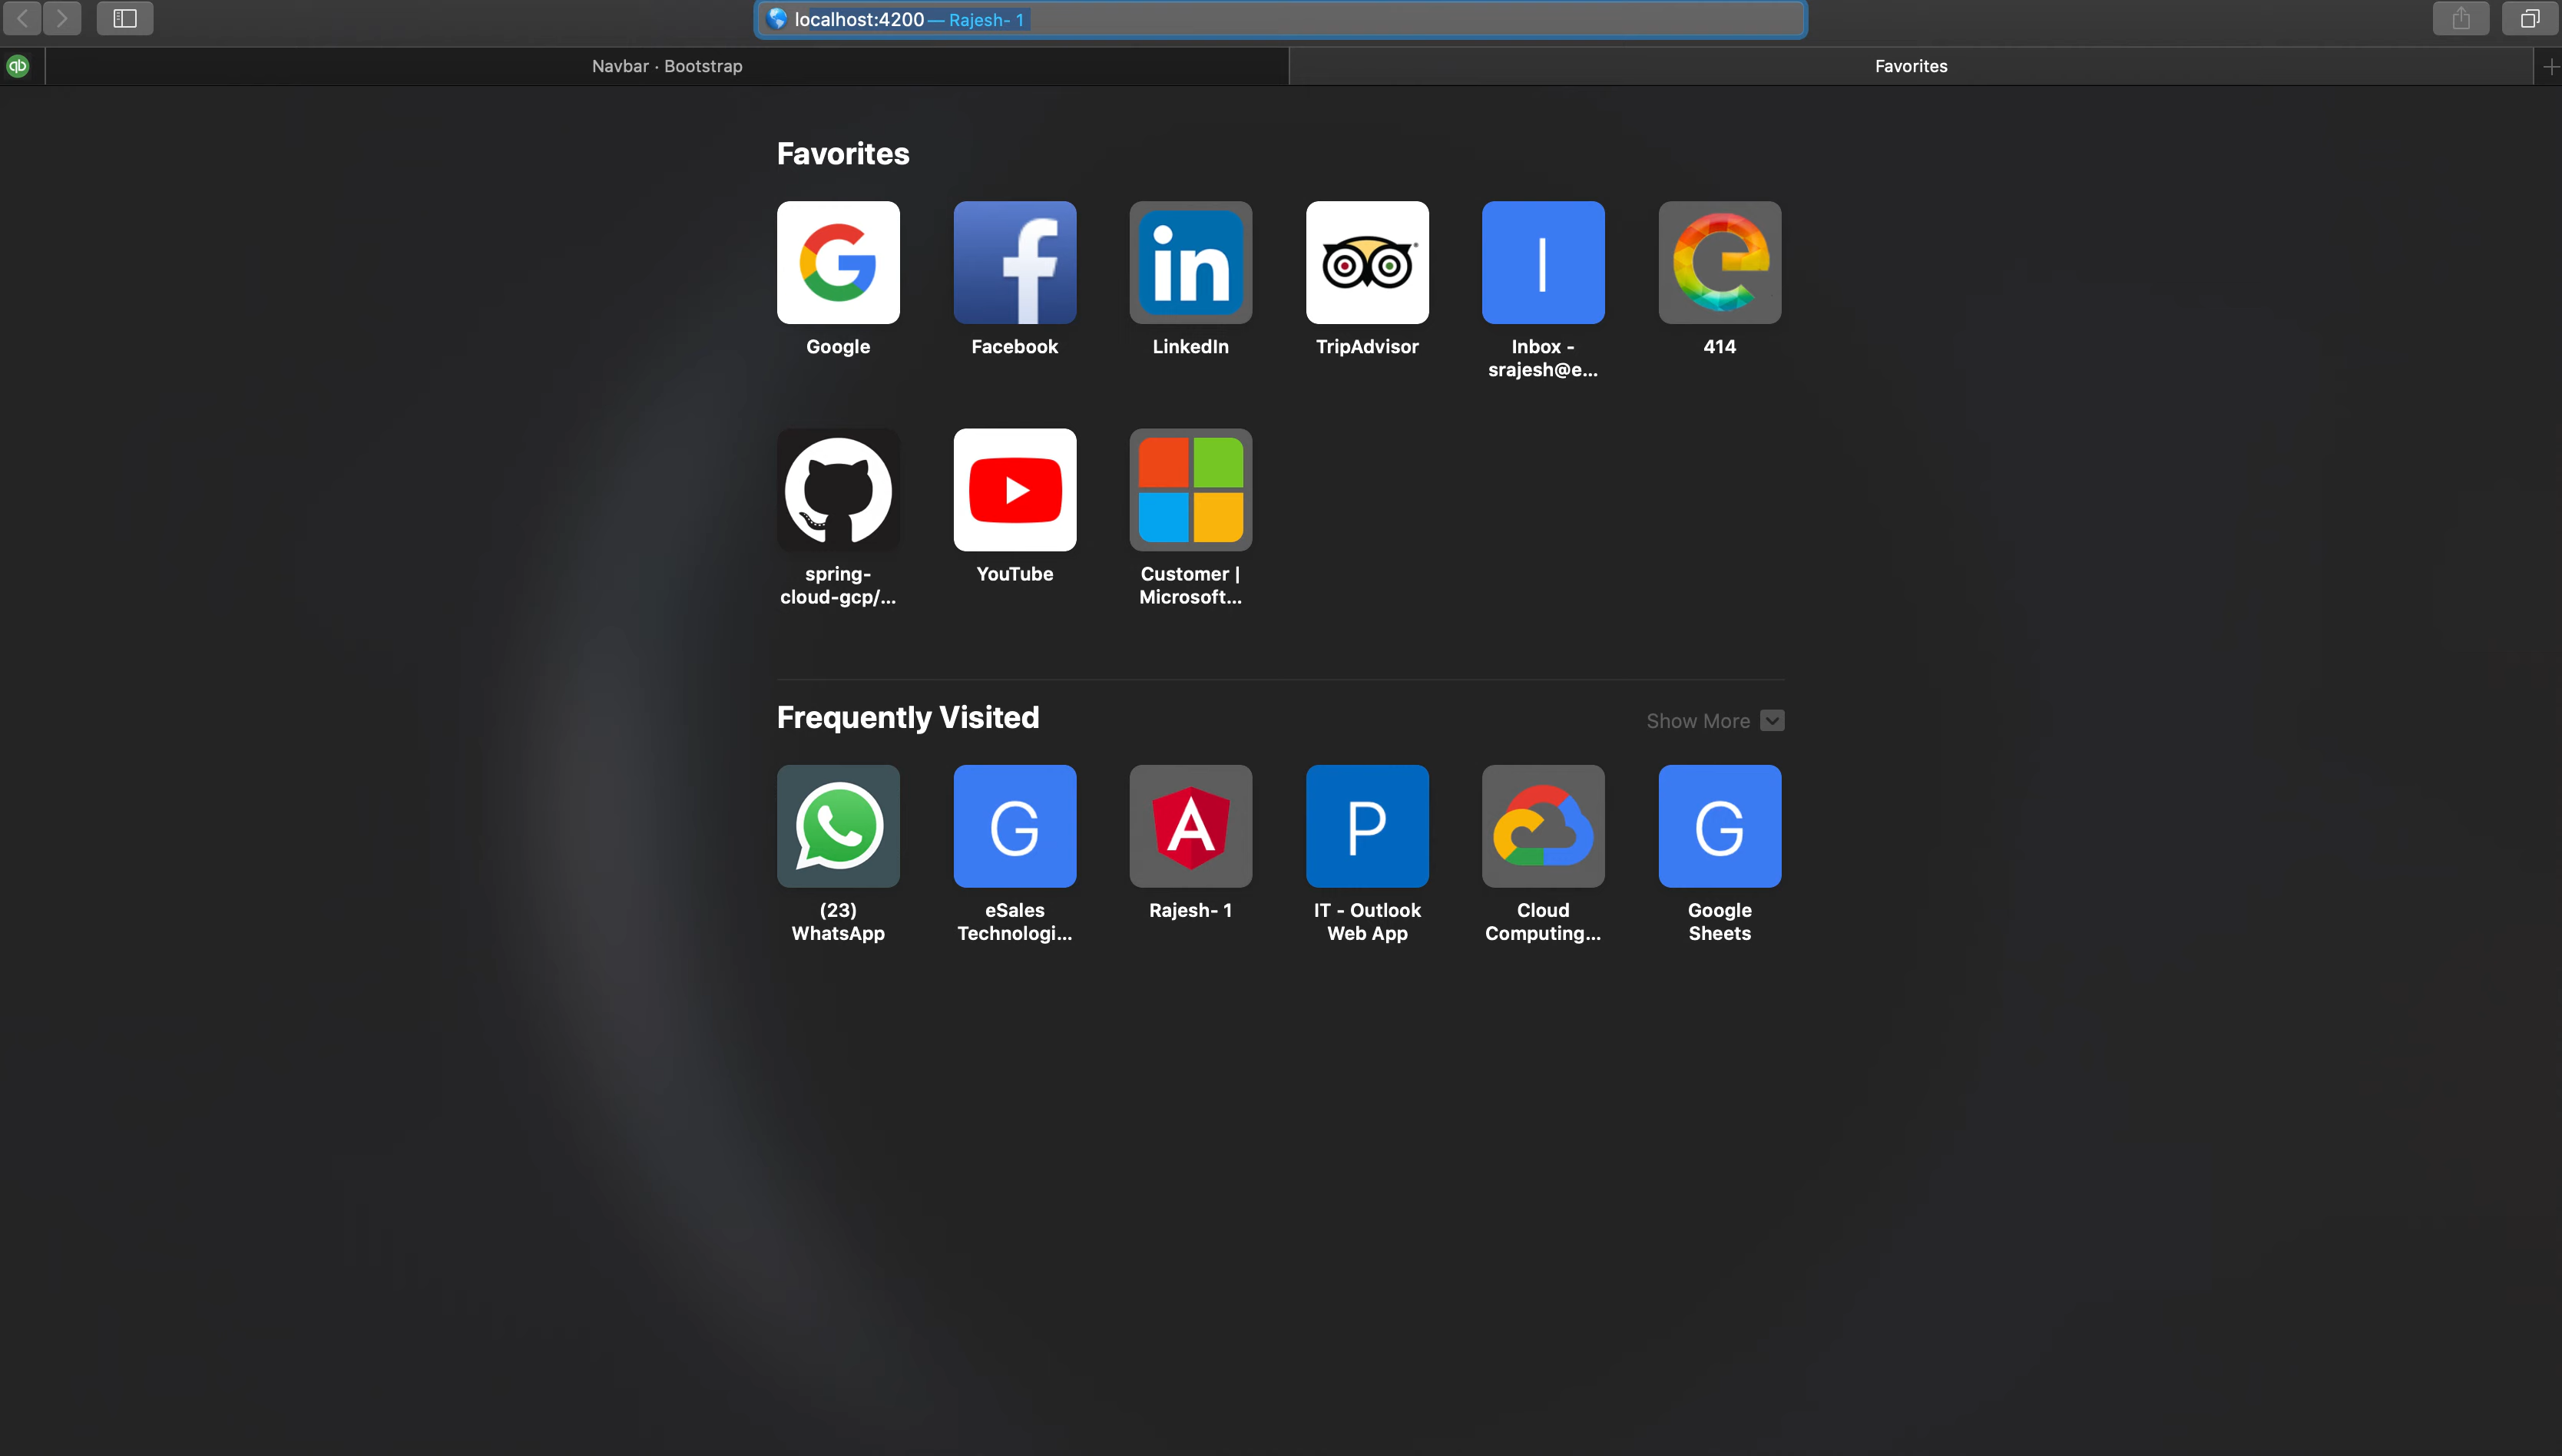 localhost:4200 — Rajesh- 1
qb
Navbar · Bootstrap
Favorites
Favorites
in
I
Google
Facebook
LinkedIn
TripAdvisor
Inbox -
srajesh@e...
414
spring-
cloud-gcp/...
YouTube
Customer |
Microsoft...
Frequently Visited
Show More
G
A
P
G
(23)
WhatsApp
eSales
Technologi...
Rajesh- 1
IT - Outlook
Web App
Cloud
Computing...
Google
Sheets